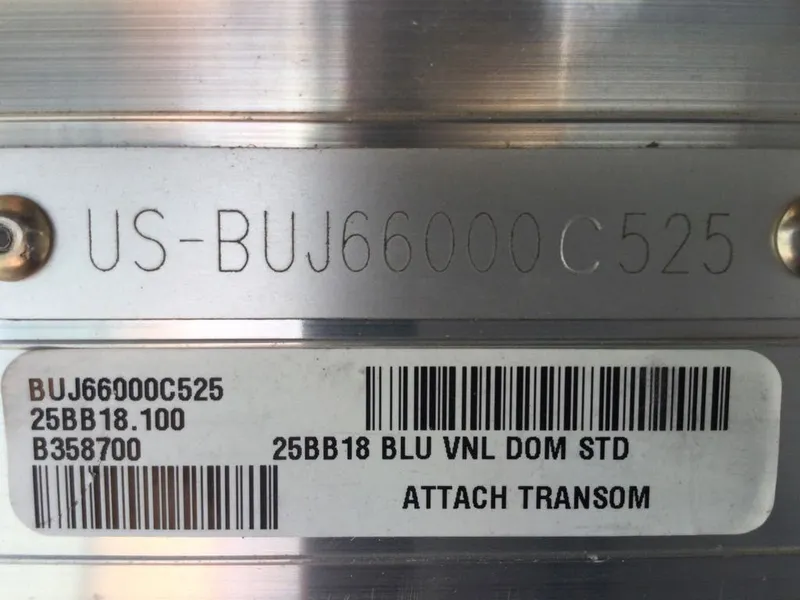 US-BUJ66000C525
BUJ66000C525
25BB18.100
B358700
25BB18 BLU VNL DOM STD
ATTACH TRANSOM